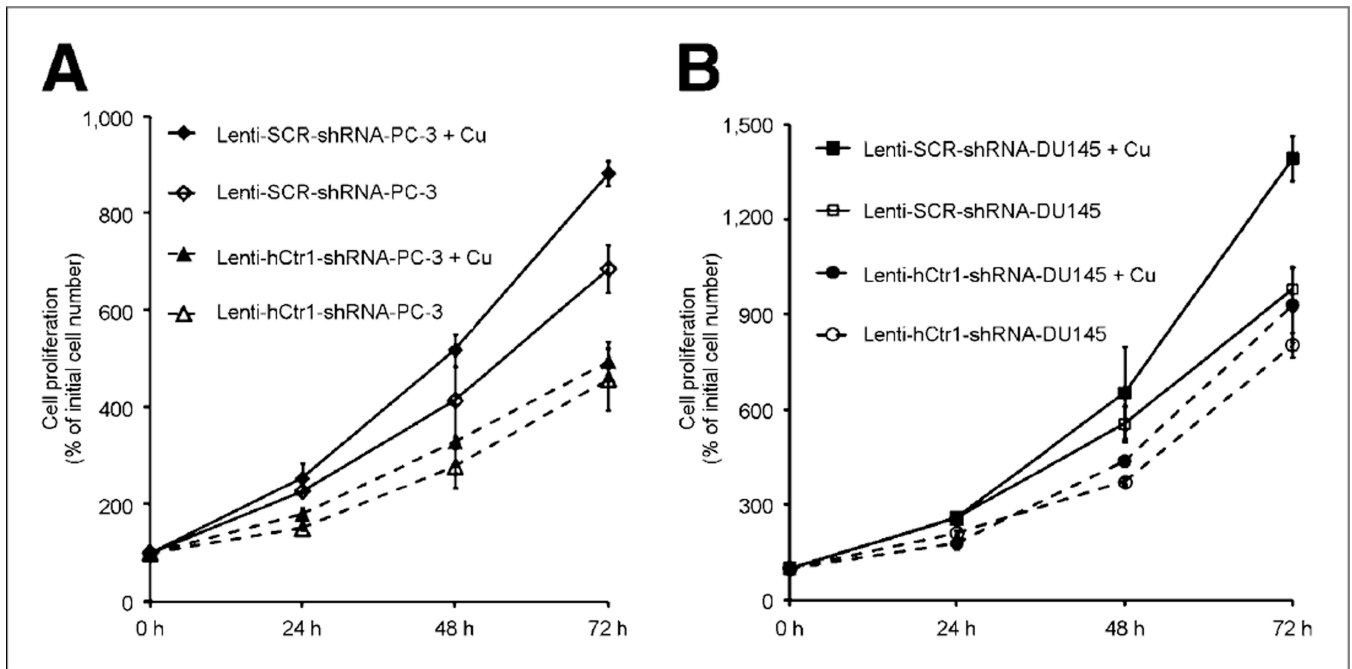 A
1,000
800
600
400
200
0
Cell proliferation
(% of initial cell number)
Lenti-SCR-shRNA-PC-3 + Cu
Lenti-SCR-shRNA-PC-3
Lenti-hCtr1-shRNA-PC-3 + Cu
Lenti-hCtr1-shRNA-PC-3
0 h 24 h 48 h 72 h
B
1,500
1,200
900
600
300
0
Cell proliferation
(% of initial cell number)
Lenti-SCR-shRNA-DU145 + Cu
Lenti-SCR-shRNA-DU145
Lenti-hCtr1-shRNA-DU145 + Cu
Lenti-hCtr1-shRNA-DU145
0 h 24 h 48 h 72 h